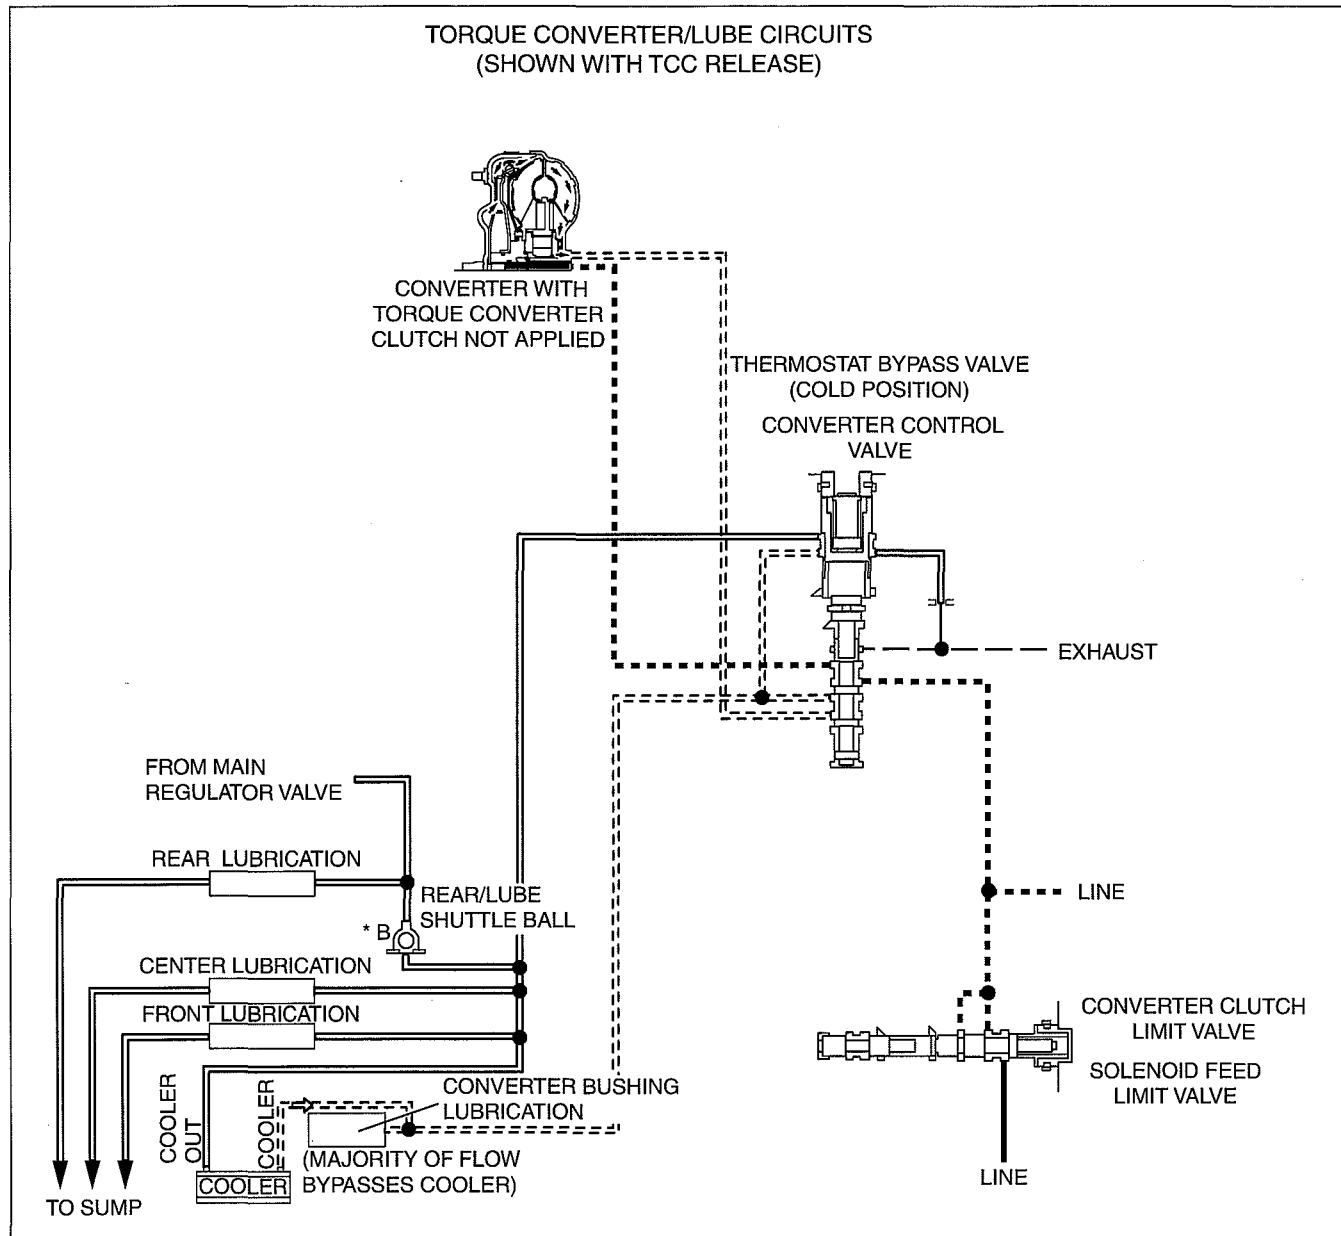 TORQUE CONVERTER/LUBE CIRCUITS
(SHOWN WITH TCC RELEASE)
CONVERTER WITH
TORQUE CONVERTER
CLUTCH NOT APPLIED
THERMOSTAT BYPASS VALVE
(COLD POSITION)
CONVERTER CONTROL
VALVE
EXHAUST
FROM MAIN
REGULATOR VALVE
REAR LUBRICATION
REAR/LUBE
SHUTTLE BALL
* B
LINE
CENTER LUBRICATION
FRONT LUBRICATION
CONVERTER CLUTCH
LIMIT VALVE
SOLENOID FEED
LIMIT VALVE
COOLER
OUT
COOLER
CONVERTER BUSHING
LUBRICATION
(MAJORITY OF FLOW
BYPASSES COOLER)
COOLER
LINE
TO SUMP